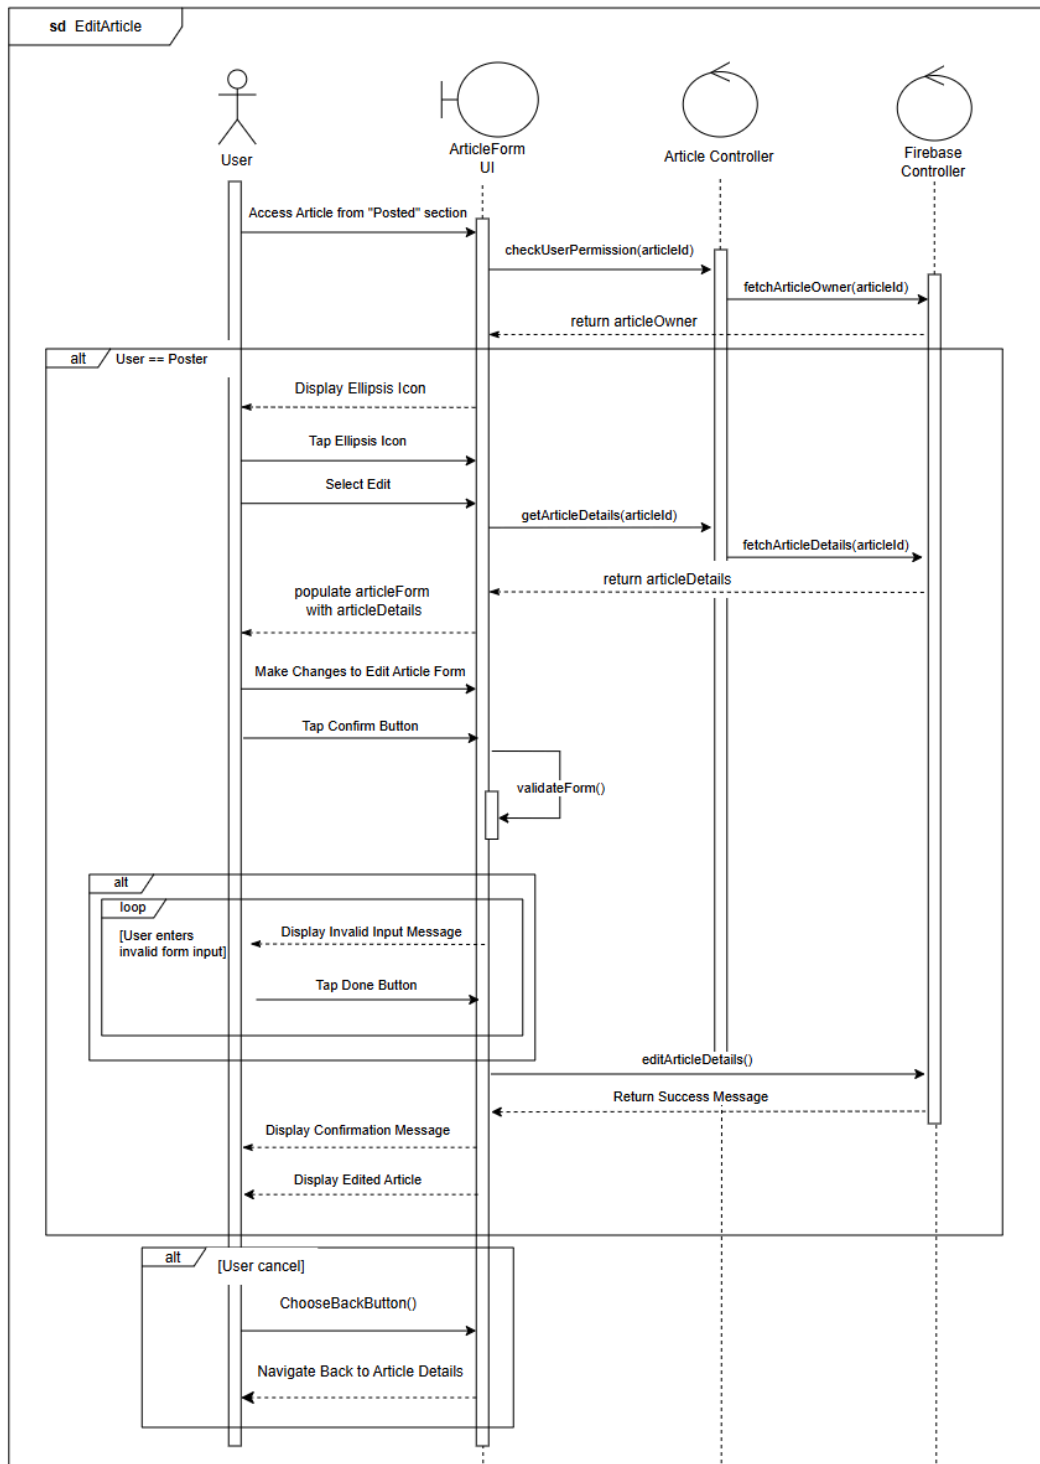 sd EditArticle
User
ArticleForm
UI
Article Controller
Firebase
Controller
Access Article from "Posted" section
checkUserPermission(articleId)
fetchArticleOwner(articleId)
return articleOwner
alt
User == Poster
Display Ellipsis Icon
Tap Ellipsis Icon
Select Edit
getArticleDetails(articleId)
fetchArticleDetails(articleId)
return articleDetails
populate articleForm
with articleDetails
Make Changes to Edit Article Form
Tap Confirm Button
validateForm()
alt
loop
[User enters
invalid form input]
Display Invalid Input Message
Tap Done Button
editArticleDetails()
Return Success Message
Display Confirmation Message
Display Edited Article
alt
[User cancel]
ChooseBackButton()
Navigate Back to Article Details